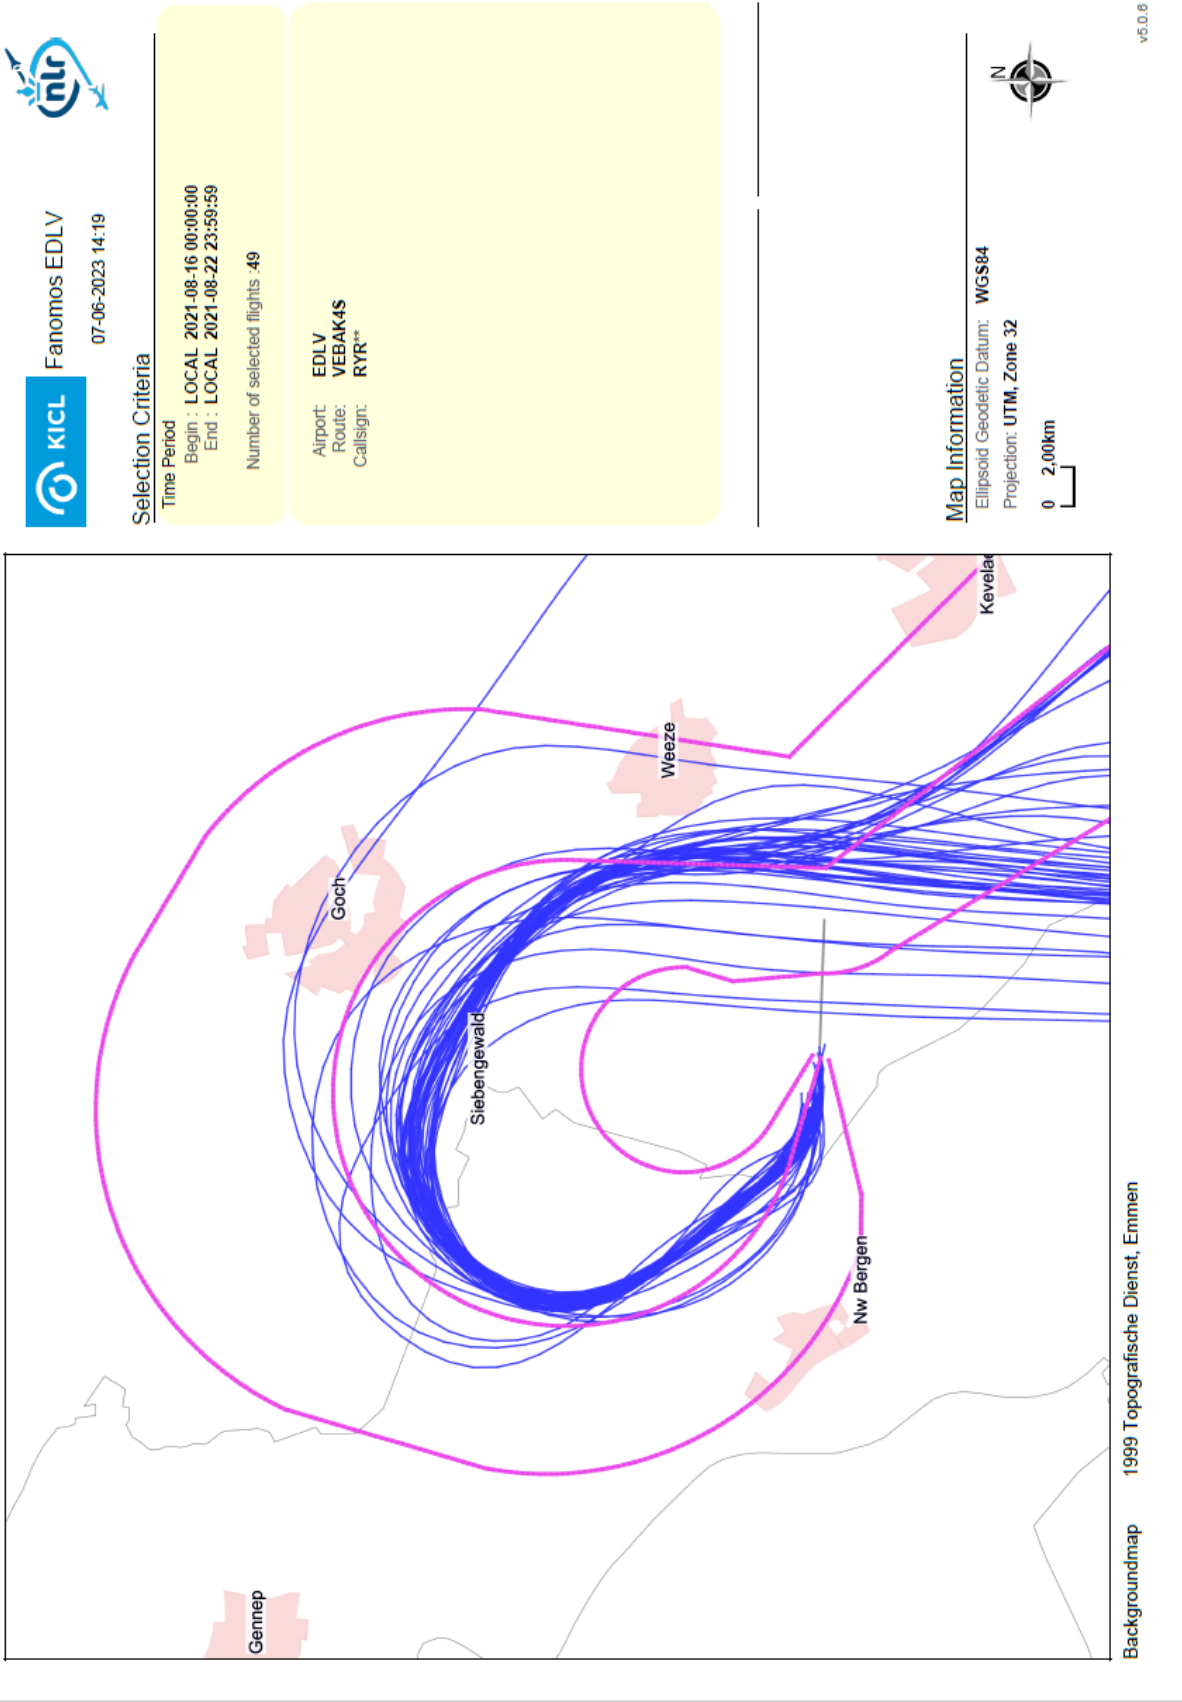 KICL
Fanomos EDLV
nlr
07-06-2023 14:19
Selection Criteria
Time Period
Begin : LOCAL 2021-08-16 00:00:00
End : LOCAL 2021-08-22 23:59:59
Number of selected flights :49
Airport: EDLV
Route: VEBAK4S
Callsign: RYR**
Map Information
Ellipsoid Geodetic Datum: WGS84
Projection: UTM, Zone 32
0 2,00km
N
v5.0.6
Gennep
Goch
Siebengewald
Weeze
Nw Bergen
Kevelae
Backgroundmap 1999 Topografische Dienst, Emmen